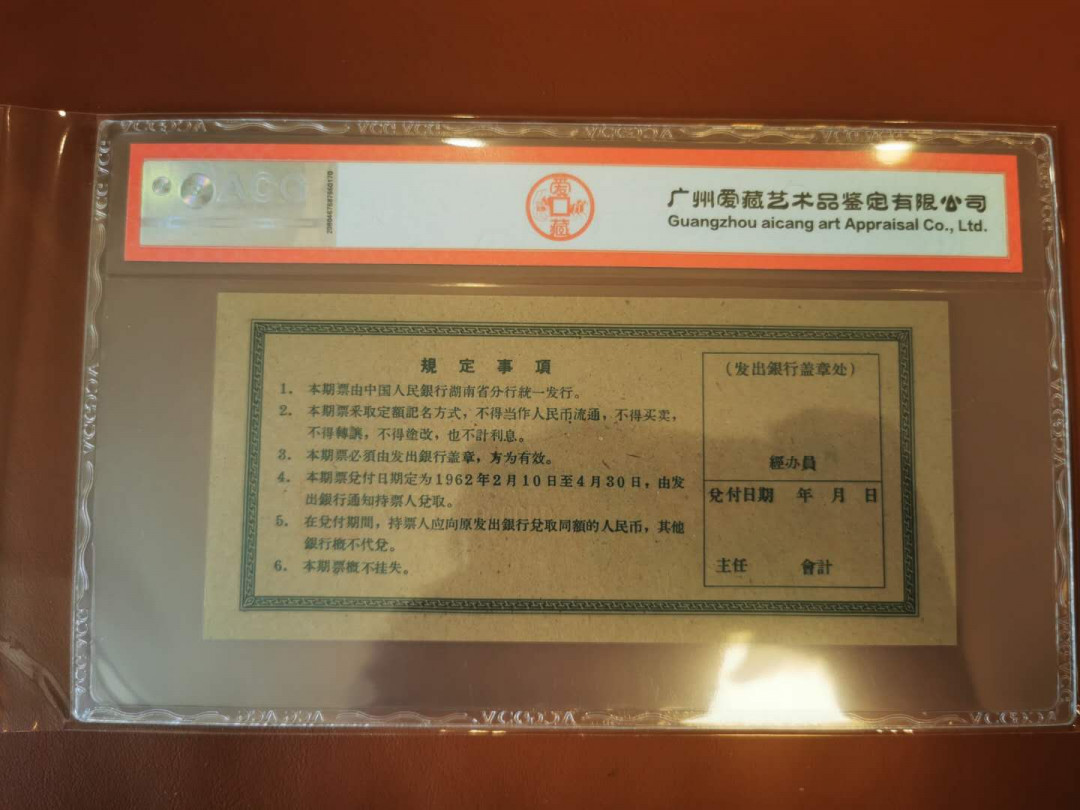 广州爱藏艺术品鉴定有限公司
Guangzhou aicang art Appraisal Co., Ltd.
爱
藏
ACG
規定事項
1. 本期票由中国人民銀行湖南省分行統一发行。
2. 本期票采取定額記名方式，不得当作人民币流通，不得买卖，
不得轉讓，不得塗改，也不計利息。
3. 本期票必須由发出銀行盖章，方为有效。
4. 本期票兌付日期定为1962年2月10日至4月30日，由发
出銀行通知持票人兌取。
5. 在兌付期間，持票人应向原发出銀行兌取同額的人民币，其他
銀行概不代兌。
6. 本期票概不挂失。
（发出銀行盖章处）
經办員
兌付日期 年 月 日
主任 會計